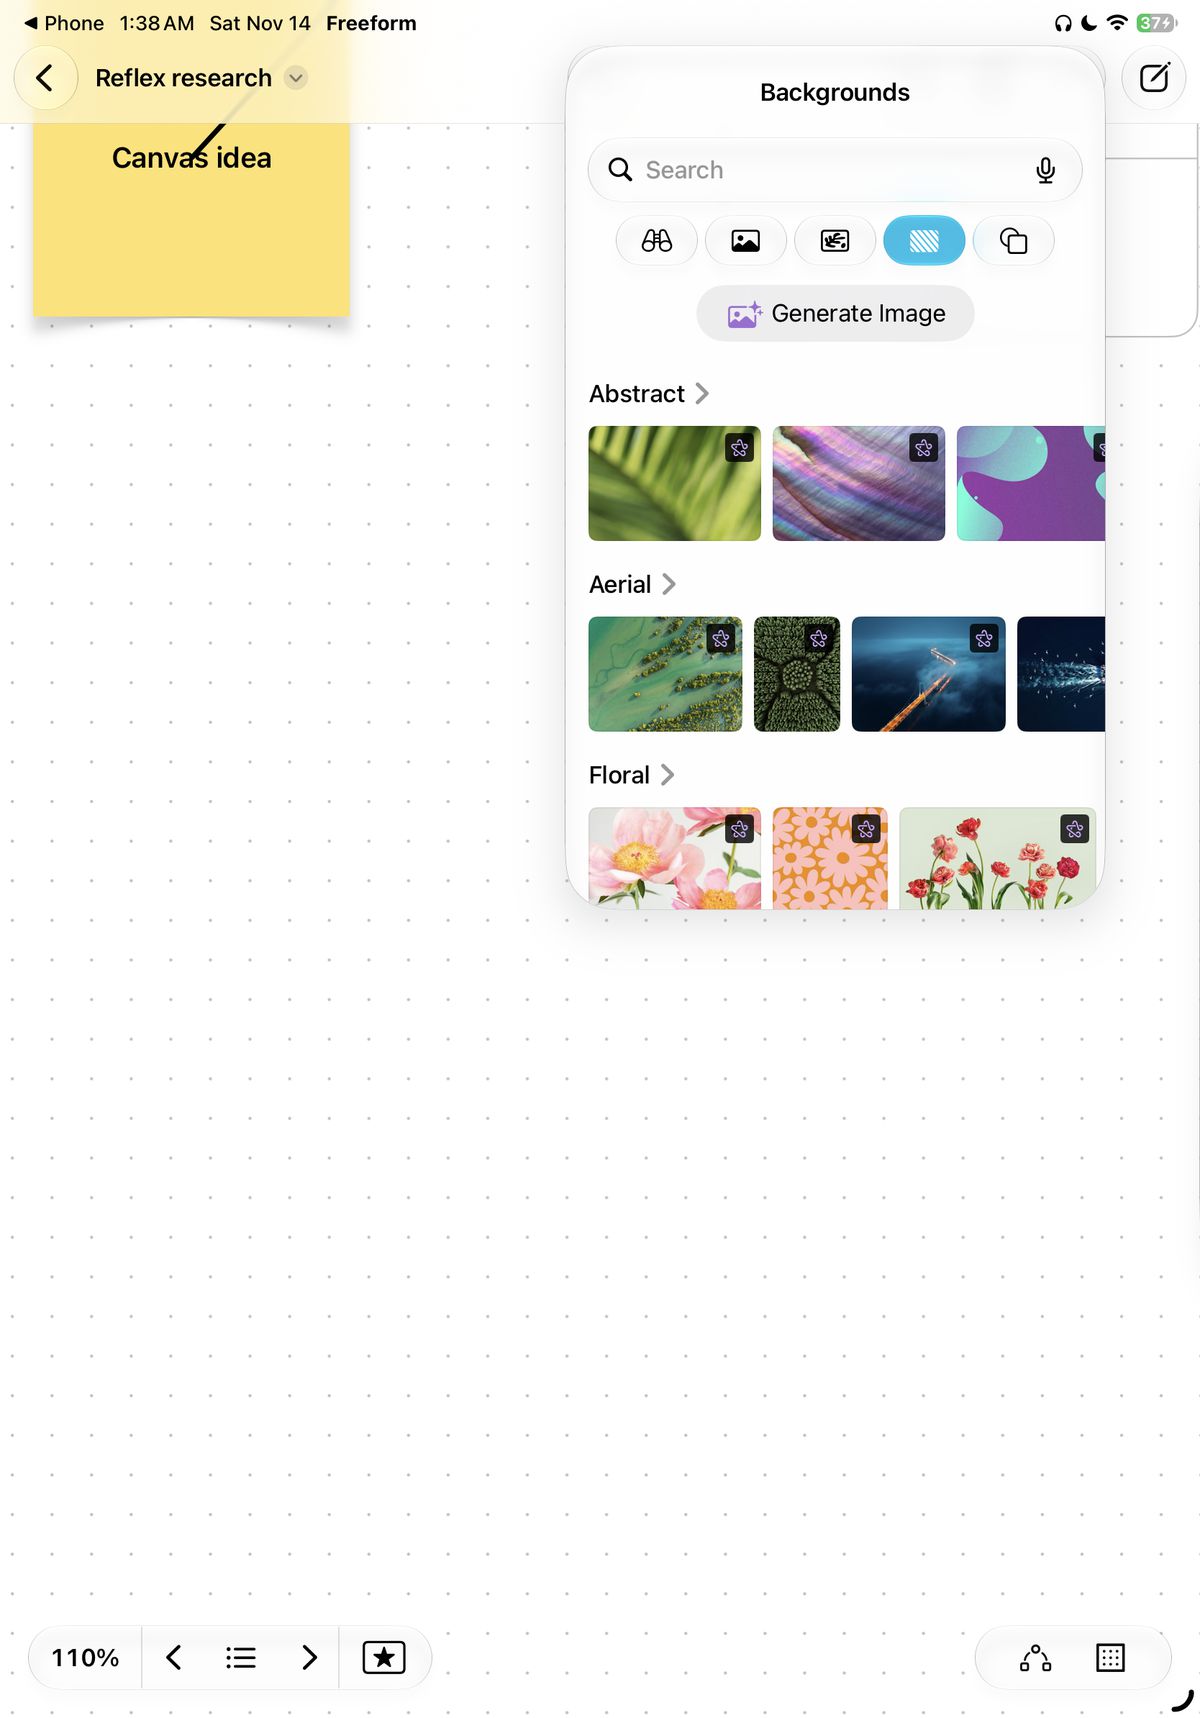 Phone 1:38 AM Sat Nov 14 Freeform
37
Reflex research
Canvas idea
Backgrounds
Search
Generate Image
Abstract
Aerial
Floral
110%